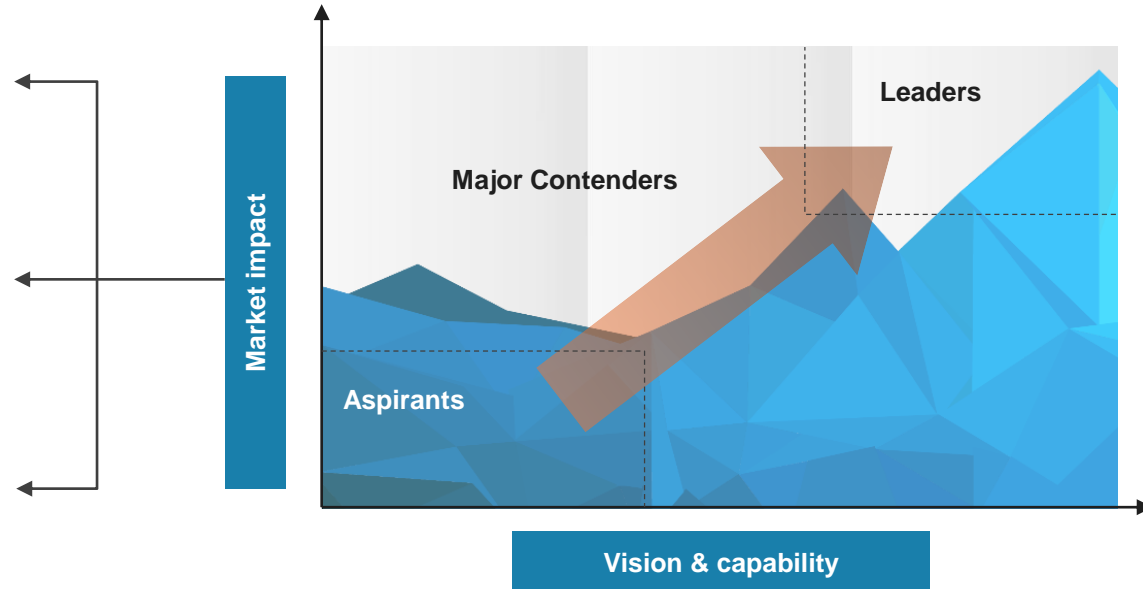 Leaders
Major Contenders
Market impact
Aspirants
Vision & capability